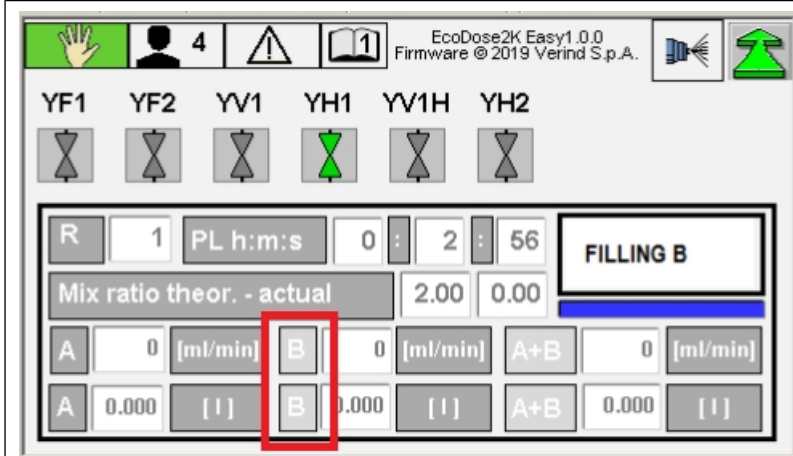 4 1 EcoDose2K Easy1.0.0
Firmware © 2019 Verind S.p.A.
YF1 YF2 YV1 YH1 YV1H YH2
R 1 PL h:m:s 0 : 2 : 56 FILLING B
Mix ratio theor. - actual 2.00 0.00
A 0 [ml/min] B 0 [ml/min] A+B 0 [ml/min]
A 0.000 [l] B 0.000 [l] A+B 0.000 [l]